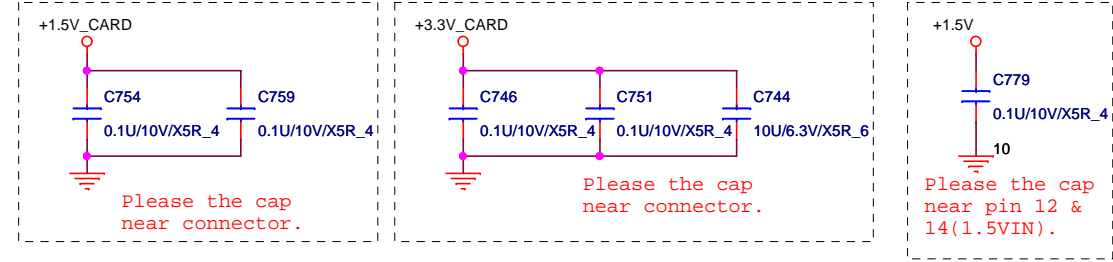 +1.5V_CARD
C754
0.1U/10V/X5R_4
C759
0.1U/10V/X5R_4
Please the cap
near connector.
+3.3V_CARD
C746
0.1U/10V/X5R_4
C751
0.1U/10V/X5R_4
C744
10U/6.3V/X5R_6
Please the cap
near connector.
+1.5V
C779
0.1U/10V/X5R_4
10
Please the cap
near pin 12 &
14(1.5VIN).